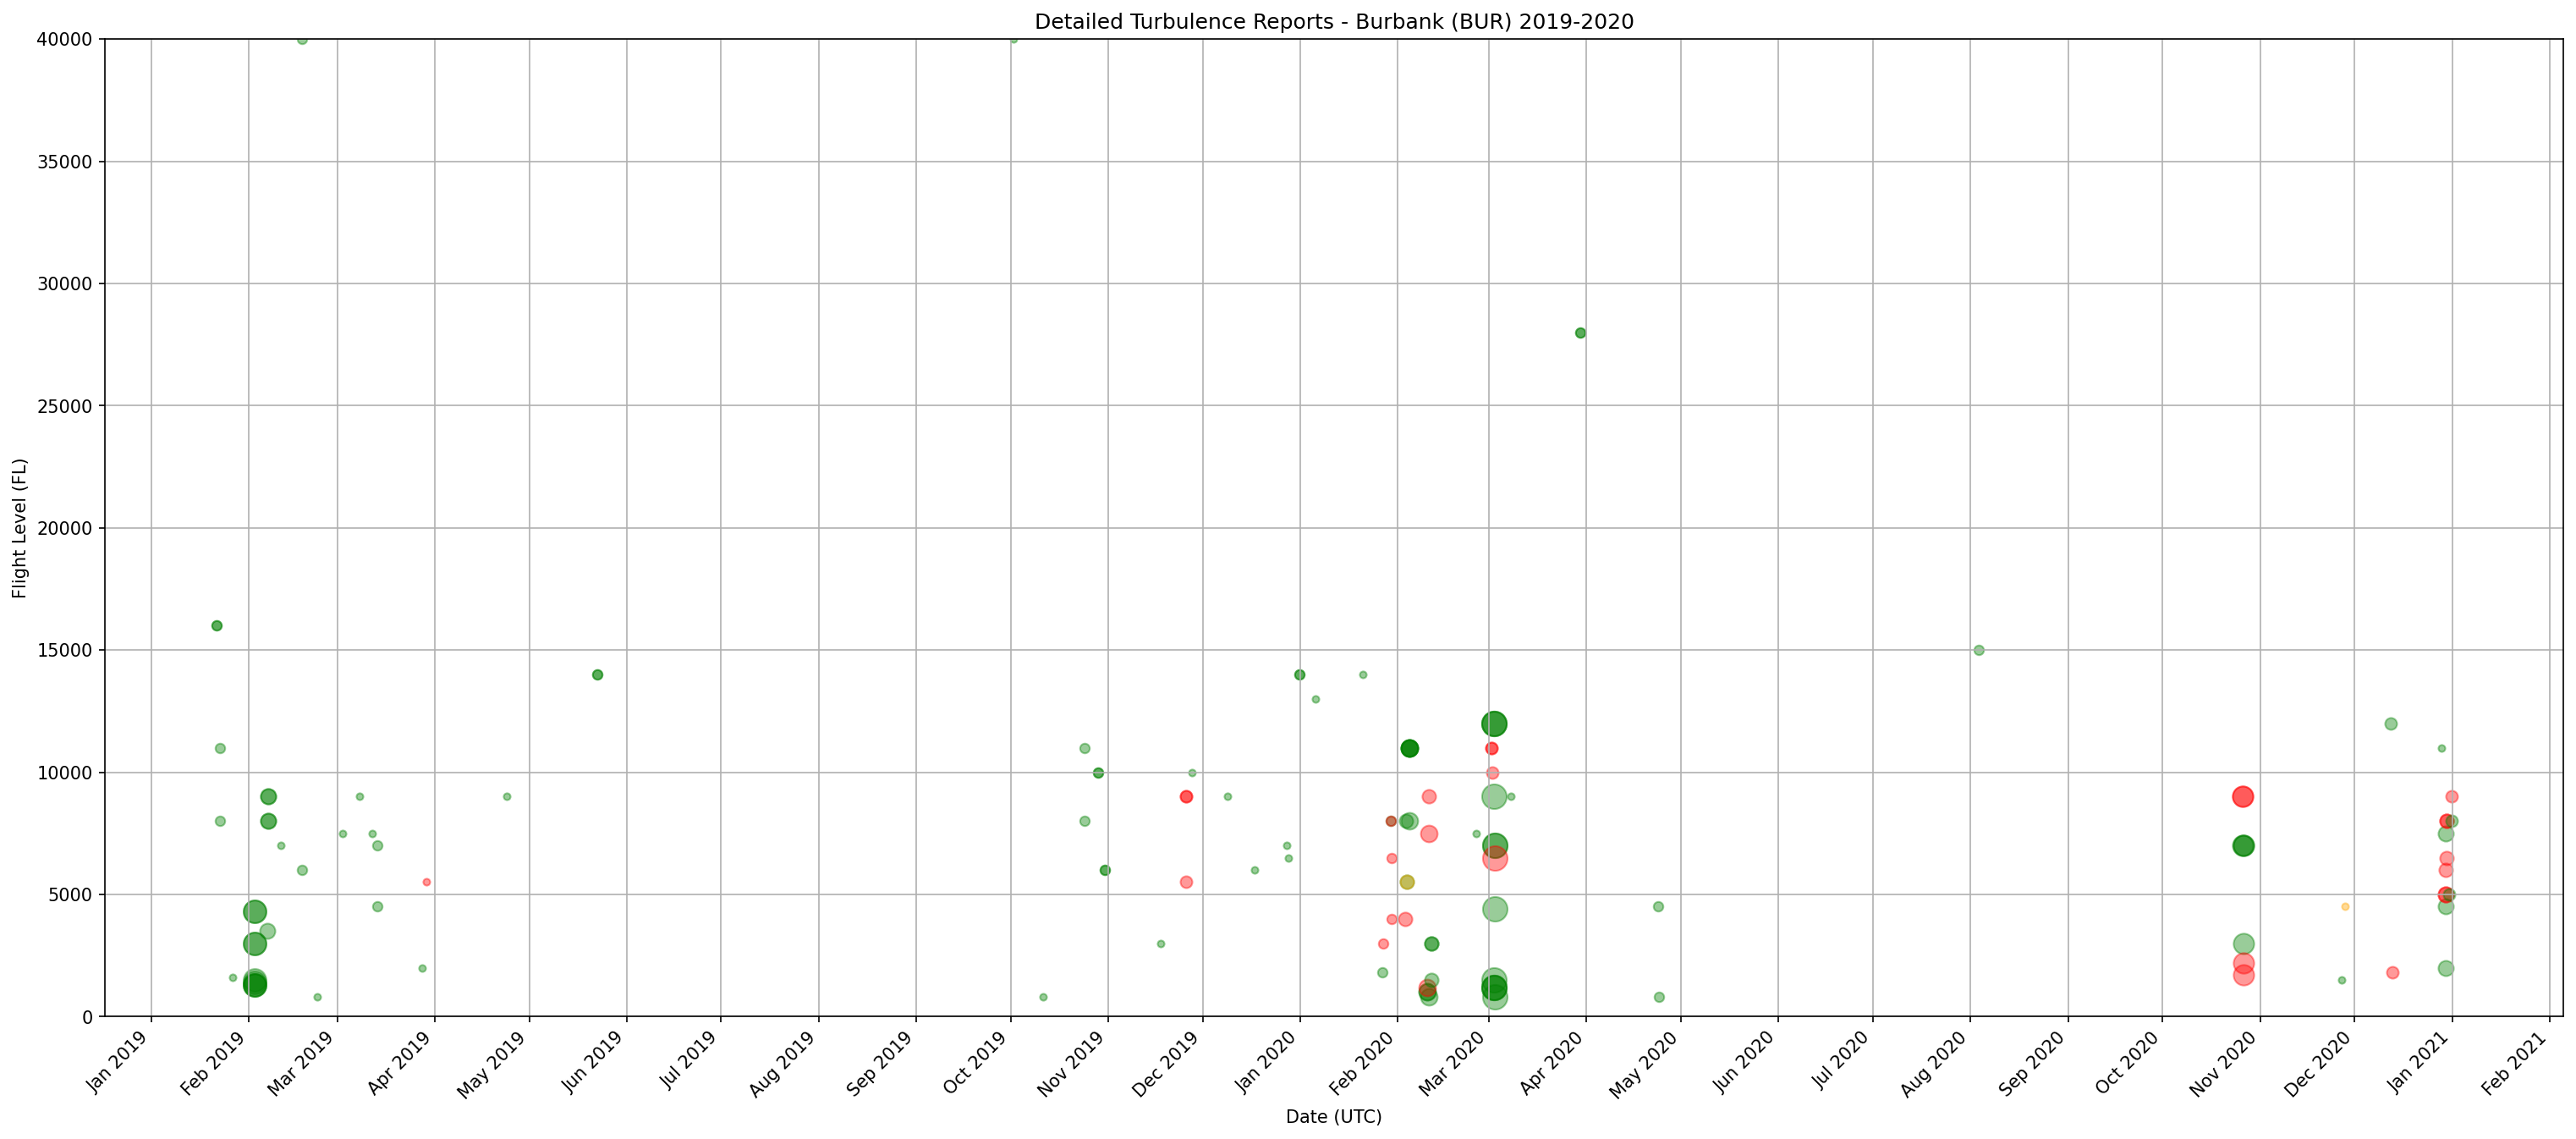 Detailed Turbulence Reports - Burbank (BUR) 2019-2020
Flight Level (FL)
40000
35000
30000
25000
20000
15000
10000
5000
0
Jan 2019
Feb 2019
Mar 2019
Apr 2019
May 2019
Jun 2019
Jul 2019
Aug 2019
Sep 2019
Oct 2019
Nov 2019
Dec 2019
Jan 2020
Feb 2020
Mar 2020
Apr 2020
May 2020
Jun 2020
Jul 2020
Aug 2020
Sep 2020
Oct 2020
Nov 2020
Dec 2020
Jan 2021
Feb 2021
Date (UTC)